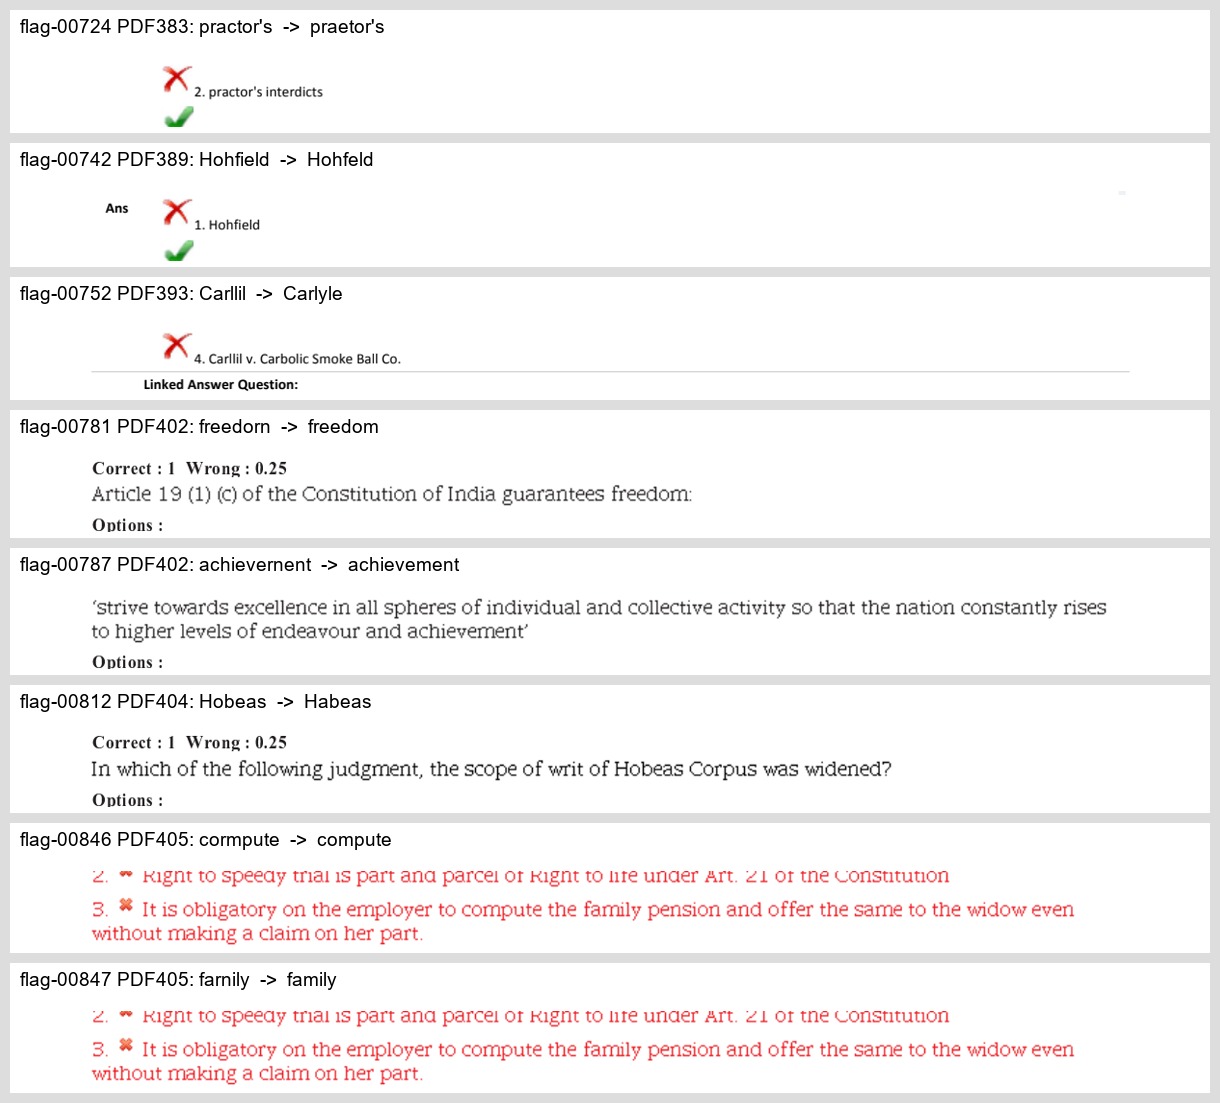 flag-00724 PDF383: practor's -> praetor's
2. practor's interdicts
flag-00742 PDF389: Hohfield -> Hohfeld
Ans
1. Hohfield
flag-00752 PDF393: Carllil -> Carlyle
4. Carllil v. Carbolic Smoke Ball Co.
Linked Answer Question:
flag-00781 PDF402: freedorn -> freedom
Correct : 1 Wrong : 0.25
Article 19 (1) (c) of the Constitution of India guarantees freedom:
Options :
flag-00787 PDF402: achievernent -> achievement
‘strive towards excellence in all spheres of individual and collective activity so that the nation constantly rises
to higher levels of endeavour and achievement’
Options :
flag-00812 PDF404: Hobeas -> Habeas
Correct : 1 Wrong : 0.25
In which of the following judgment, the scope of writ of Hobeas Corpus was widened?
Options :
flag-00846 PDF405: cormpute -> compute
2. Right to speedy trial is part and parcel of Right to life under Art. 21 of the Constitution
3. It is obligatory on the employer to compute the family pension and offer the same to the widow even
without making a claim on her part.
flag-00847 PDF405: farnily -> family
2. Right to speedy trial is part and parcel of Right to life under Art. 21 of the Constitution
3. It is obligatory on the employer to compute the family pension and offer the same to the widow even
without making a claim on her part.